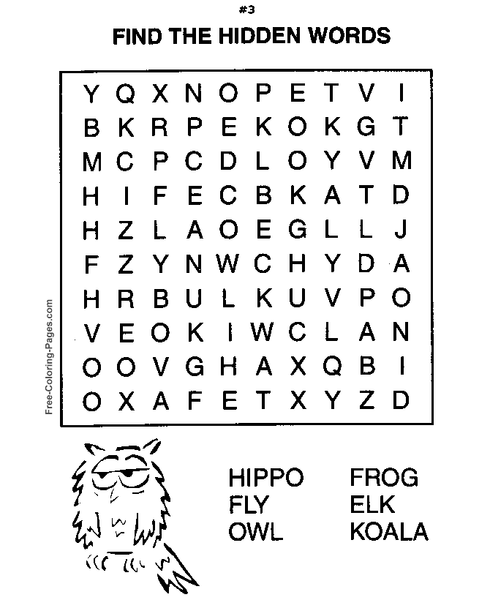 #3
FIND THE HIDDEN WORDS
Y Q X N O P E T V I
B K R P E K O K G T
M C P C D L O Y V M
H I F E C B K A T D
H Z L A O E G L L J
F Z Y N W C H Y D A
H R B U L K U V P O
V E O K I W C L A N
O O V G H A X Q B I
O X A F E T X Y Z D
Free-Coloring-Pages.com
HIPPO FROG
FLY ELK
OWL KOALA